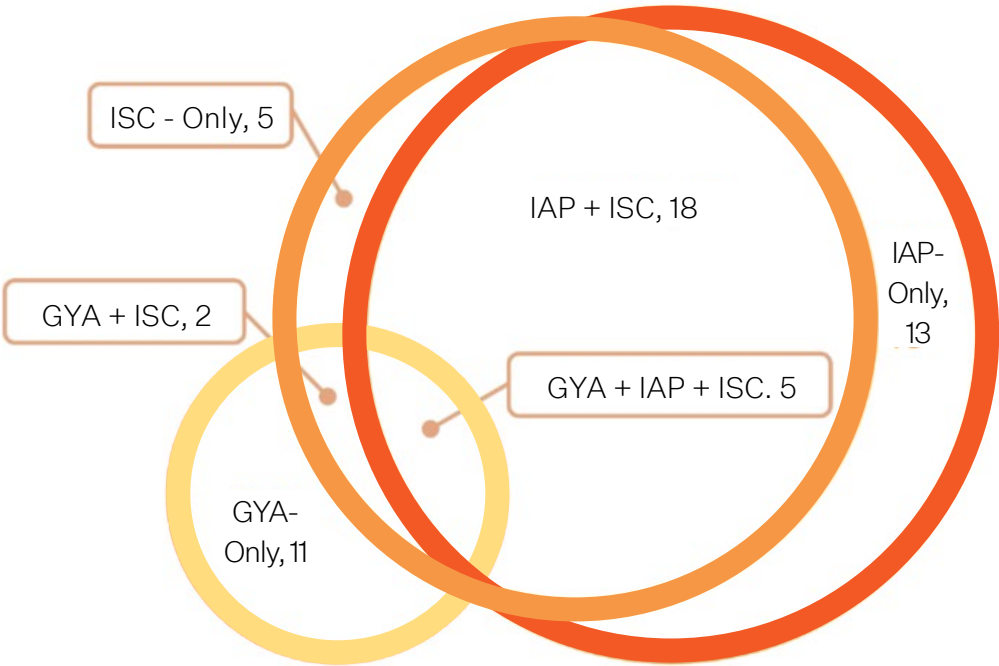 ISC - Only, 5
IAP + ISC, 18
IAP-
Only,
13
GYA + ISC, 2
GYA + IAP + ISC. 5
GYA-
Only, 11